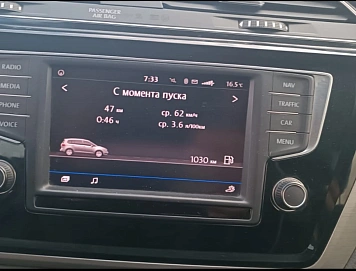 PASSENGER
AIR BAG
RADIO
MEDIA
PHONE
VOICE
7:33
16.5°C
С момента пуска
47 км
ср. 62 км/ч
0:46 ч
ср. 3.6 л/100км
1030 км
NAV
TRAFFIC
CAR
MENU